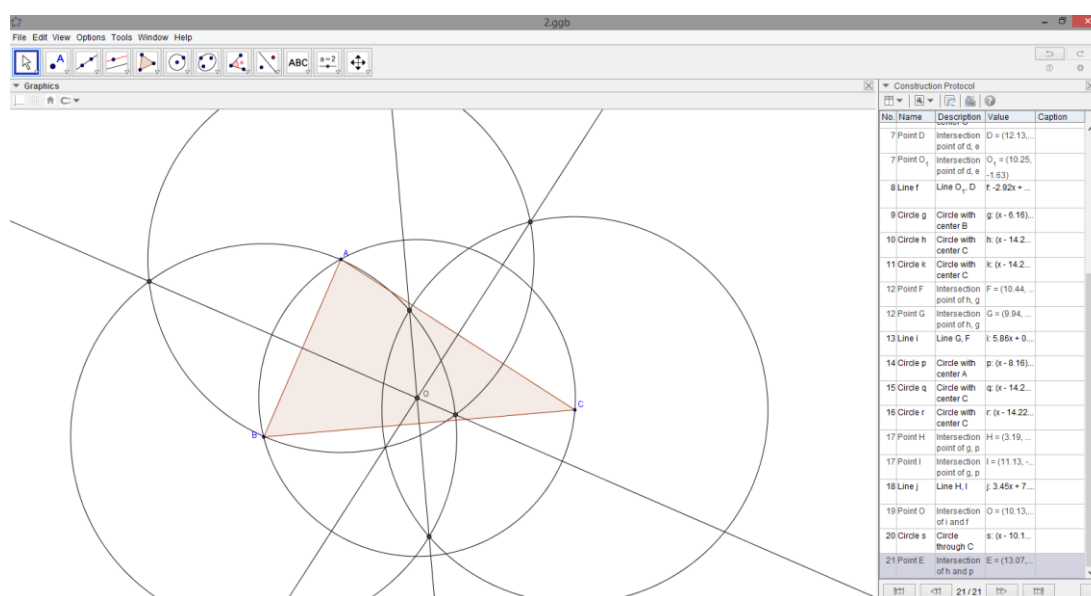 2.ggb
File Edit View Options Tools Window Help
ABC
a=2
Graphics
A
B
C
O
Construction Protocol
No. Name Description Value Caption
7 Point D Intersection point of d, e D = (12.13,...
7 Point O₁ Intersection point of d, e O₁ = (10.25, -1.63)
8 Line f Line O₁, D f: -2.92x + ...
9 Circle g Circle with center B g: (x - 6.16)...
10 Circle h Circle with center C h: (x - 14.2...
11 Circle k Circle with center C k: (x - 14.2...
12 Point F Intersection point of h, g F = (10.44, ...
12 Point G Intersection point of h, g G = (9.94, ...
13 Line i Line G, F i: 5.86x + 0....
14 Circle p Circle with center A p: (x - 8.16)...
15 Circle q Circle with center C q: (x - 14.2...
16 Circle r Circle with center C r: (x - 14.22...
17 Point H Intersection point of g, p H = (3.19, ...
17 Point I Intersection point of g, p I = (11.13, -...
18 Line j Line H, I j: 3.45x + 7....
19 Point O Intersection of i and f O = (10.13,...
20 Circle s Circle through C s: (x - 10.1...
21 Point E Intersection of h and p E = (13.07,...
21 / 21